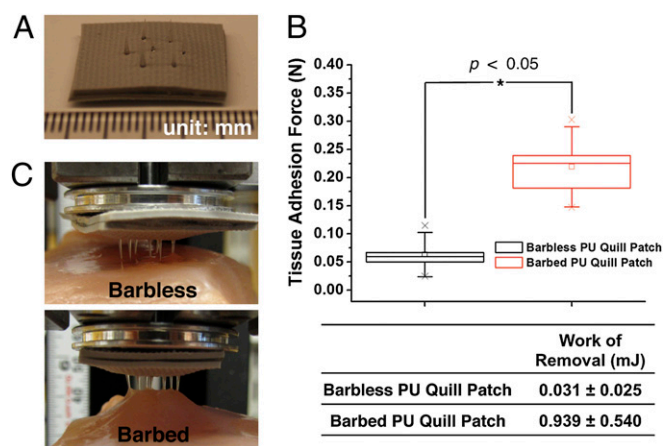 A
unit: mm
B
p < 0.05
*
Tissue Adhesion Force (N)
0.40
0.35
0.30
0.25
0.20
0.15
0.10
0.05
0.00
Barbless PU Quill Patch
Barbed PU Quill Patch
C
Barbless
Barbed
Work of
Removal (mJ)
Barbless PU Quill Patch 0.031 ± 0.025
Barbed PU Quill Patch 0.939 ± 0.540